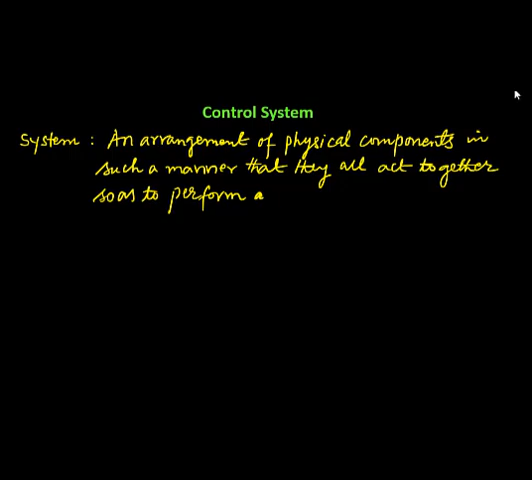 Control System
System : An arrangement of physical components in
such a manner that they all act together
so as to perform a